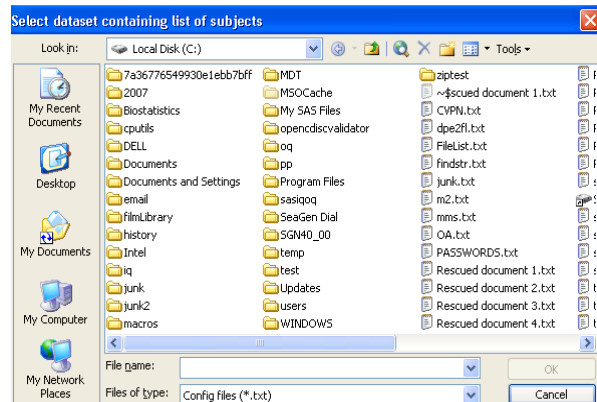 Select dataset containing list of subjects
Look in:
Local Disk (C:)
Tools
My Recent Documents
Desktop
My Documents
My Computer
My Network Places
7a36776549930e1ebb7bff
2007
Biostatistics
cputils
DELL
Documents
Documents and Settings
email
filmLibrary
history
Intel
iq
junk
junk2
macros
MDT
MSOCache
My SAS Files
opencdiscvalidator
oq
pp
Program Files
sasiqoq
SeaGen Dial
SGN40_00
temp
test
Updates
users
WINDOWS
ziptest
~$scued document 1.txt
CVPN.txt
dpe2fl.txt
FileList.txt
findstr.txt
junk.txt
m2.txt
mms.txt
OA.txt
PASSWORDS.txt
Rescued document 1.txt
Rescued document 2.txt
Rescued document 3.txt
Rescued document 4.txt
File name:
OK
Files of type:
Config files (*.txt)
Cancel